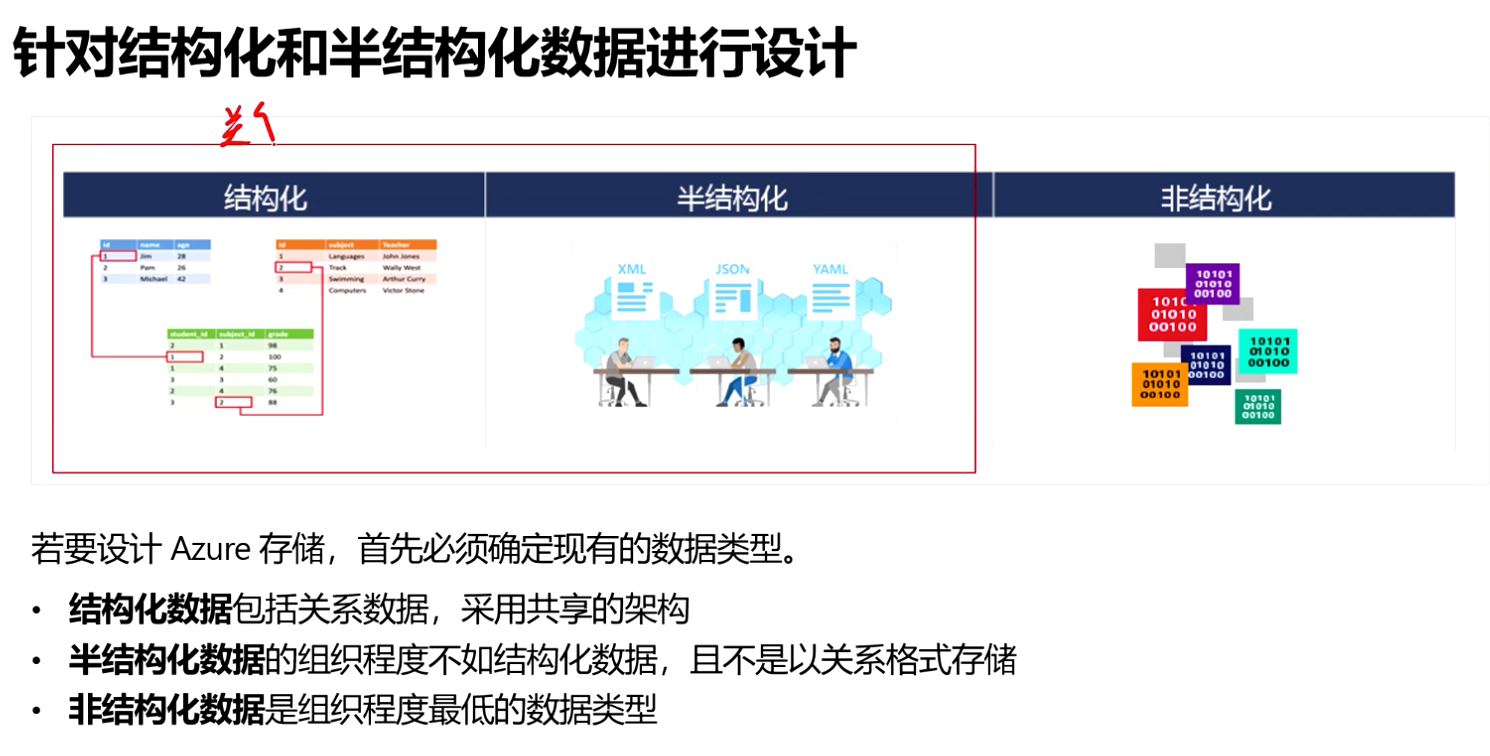 针对结构化和半结构化数据进行设计
结构化
半结构化
非结构化
id name age
1 Jim 28
2 Pam 26
3 Michael 42
id subject Teacher
1 Languages John Jones
2 Track Wally West
3 Swimming Arthur Curry
4 Computers Victor Stone
student_id subject_id grade
2 1 98
1 2 100
1 4 75
3 3 60
2 4 76
3 2 88
XML JSON YAML
10101
01010
00100
10101
01010
00100
10101
01010
00100
10101
01010
00100
10101
01010
00100
10101
01010
00100
若要设计 Azure 存储，首先必须确定现有的数据类型。
• 结构化数据包括关系数据，采用共享的架构
• 半结构化数据的组织程度不如结构化数据，且不是以关系格式存储
• 非结构化数据是组织程度最低的数据类型